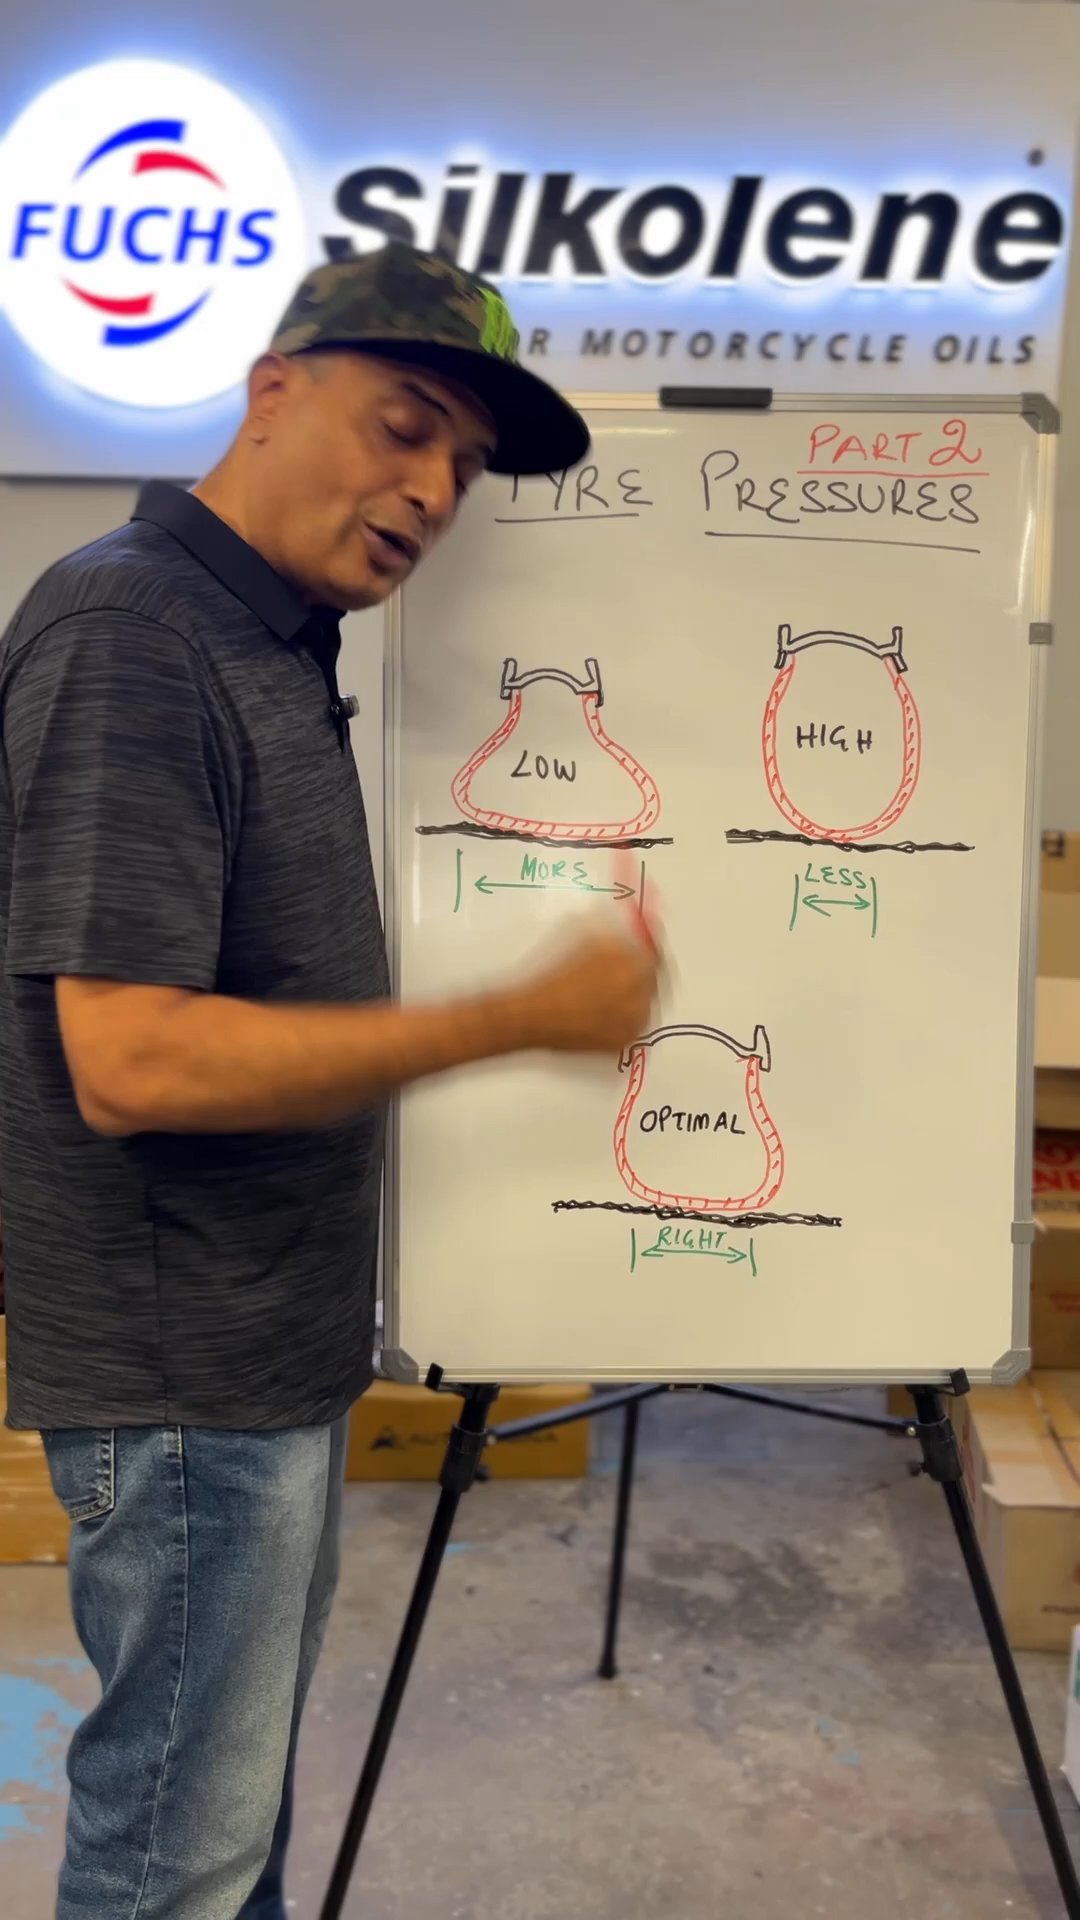 FUCHS
Silkolene
MOTORCYCLE OILS
PART 2
TYRE PRESSURES
LOW
HIGH
MORE
LESS
OPTIMAL
RIGHT